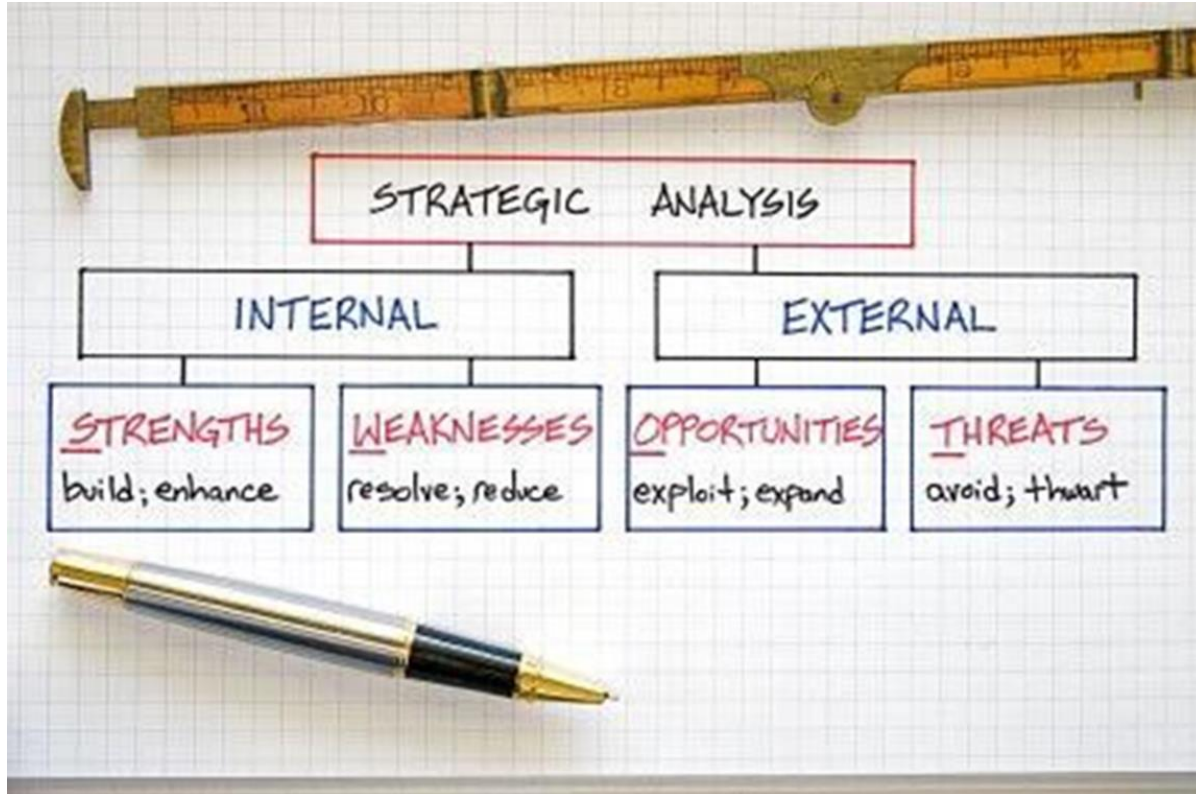 STRATEGIC ANALYSIS
INTERNAL
EXTERNAL
STRENGTHS
build; enhance
WEAKNESSES
resolve; reduce
OPPORTUNITIES
exploit; expand
THREATS
avoid; thwart